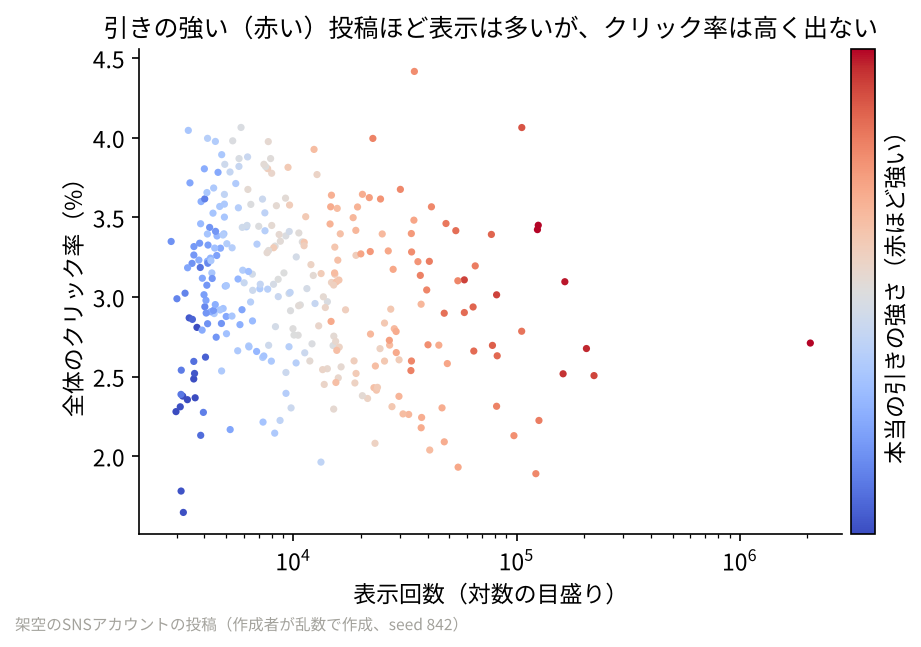 引きの強い（赤い）投稿ほど表示は多いが、クリック率は高く出ない
4.5
4.0
3.5
3.0
2.5
2.0
全体のクリック率（%）
10⁴
10⁵
10⁶
表示回数（対数の目盛り）
本当の引きの強さ（赤ほど強い）
架空のSNSアカウントの投稿（作成者が乱数で作成、seed 842）